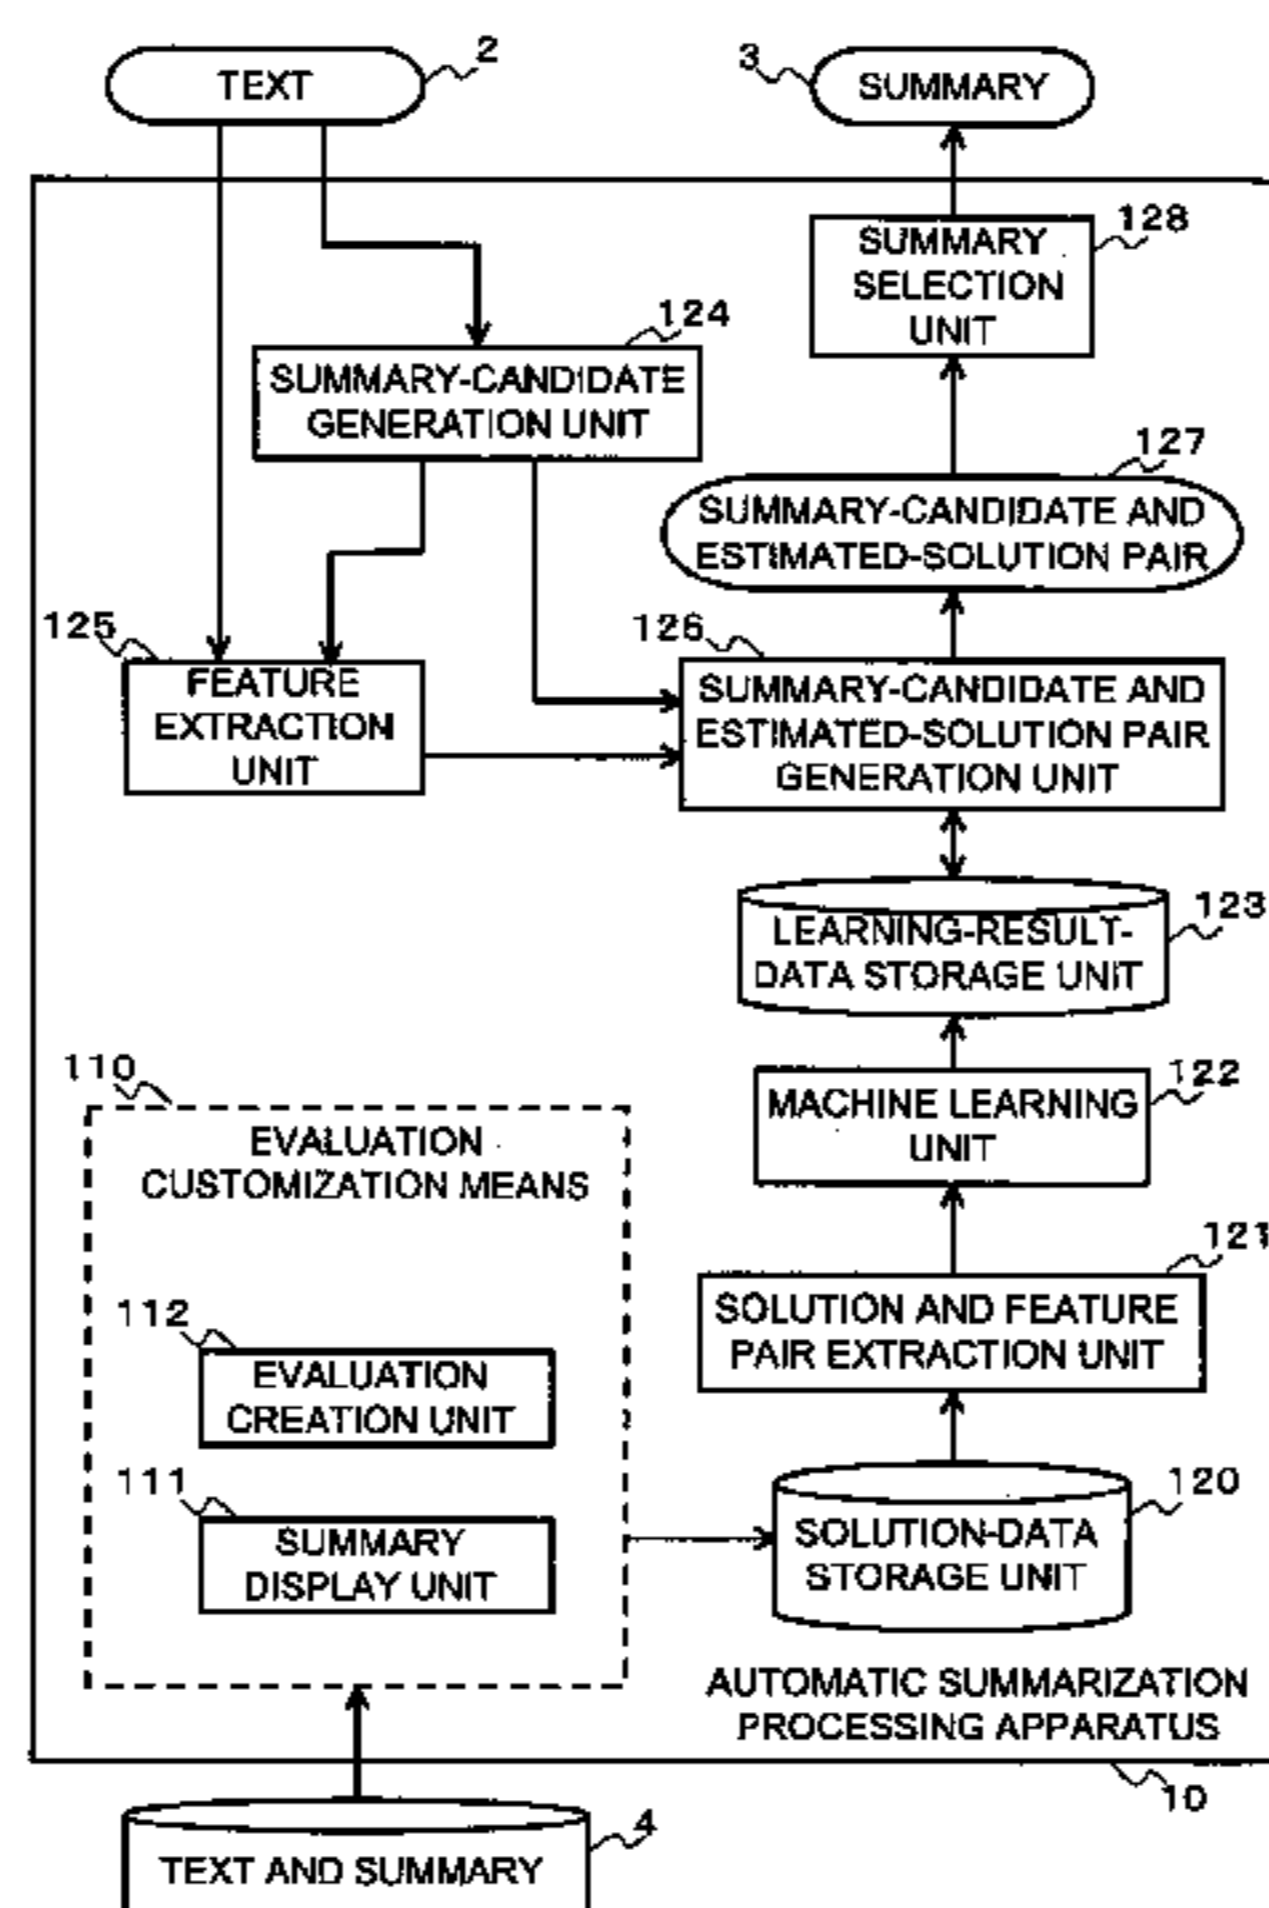 TEXT
2
3
SUMMARY
128
SUMMARY
SELECTION
UNIT
124
SUMMARY-CANDIDATE
GENERATION UNIT
127
SUMMARY-CANDIDATE AND
ESTIMATED-SOLUTION PAIR
125
FEATURE
EXTRACTION
UNIT
126
SUMMARY-CANDIDATE AND
ESTIMATED-SOLUTION PAIR
GENERATION UNIT
123
LEARNING-RESULT-
DATA STORAGE UNIT
110
EVALUATION
CUSTOMIZATION MEANS
122
MACHINE LEARNING
UNIT
121
SOLUTION AND FEATURE
PAIR EXTRACTION UNIT
112
EVALUATION
CREATION UNIT
111
SUMMARY
DISPLAY UNIT
120
SOLUTION-DATA
STORAGE UNIT
AUTOMATIC SUMMARIZATION
PROCESSING APPARATUS
10
4
TEXT AND SUMMARY